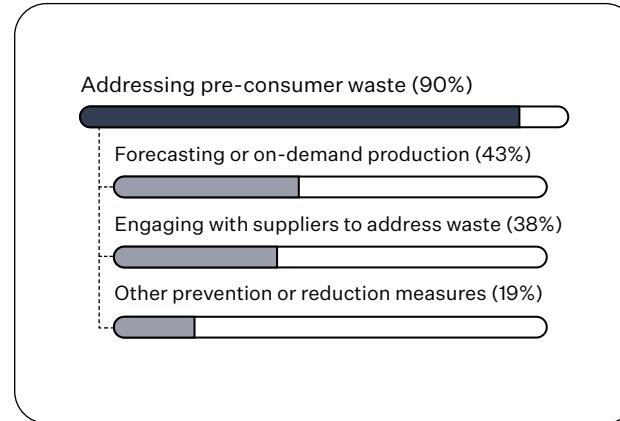 Addressing pre-consumer waste (90%)
Forecasting or on-demand production (43%)
Engaging with suppliers to address waste (38%)
Other prevention or reduction measures (19%)